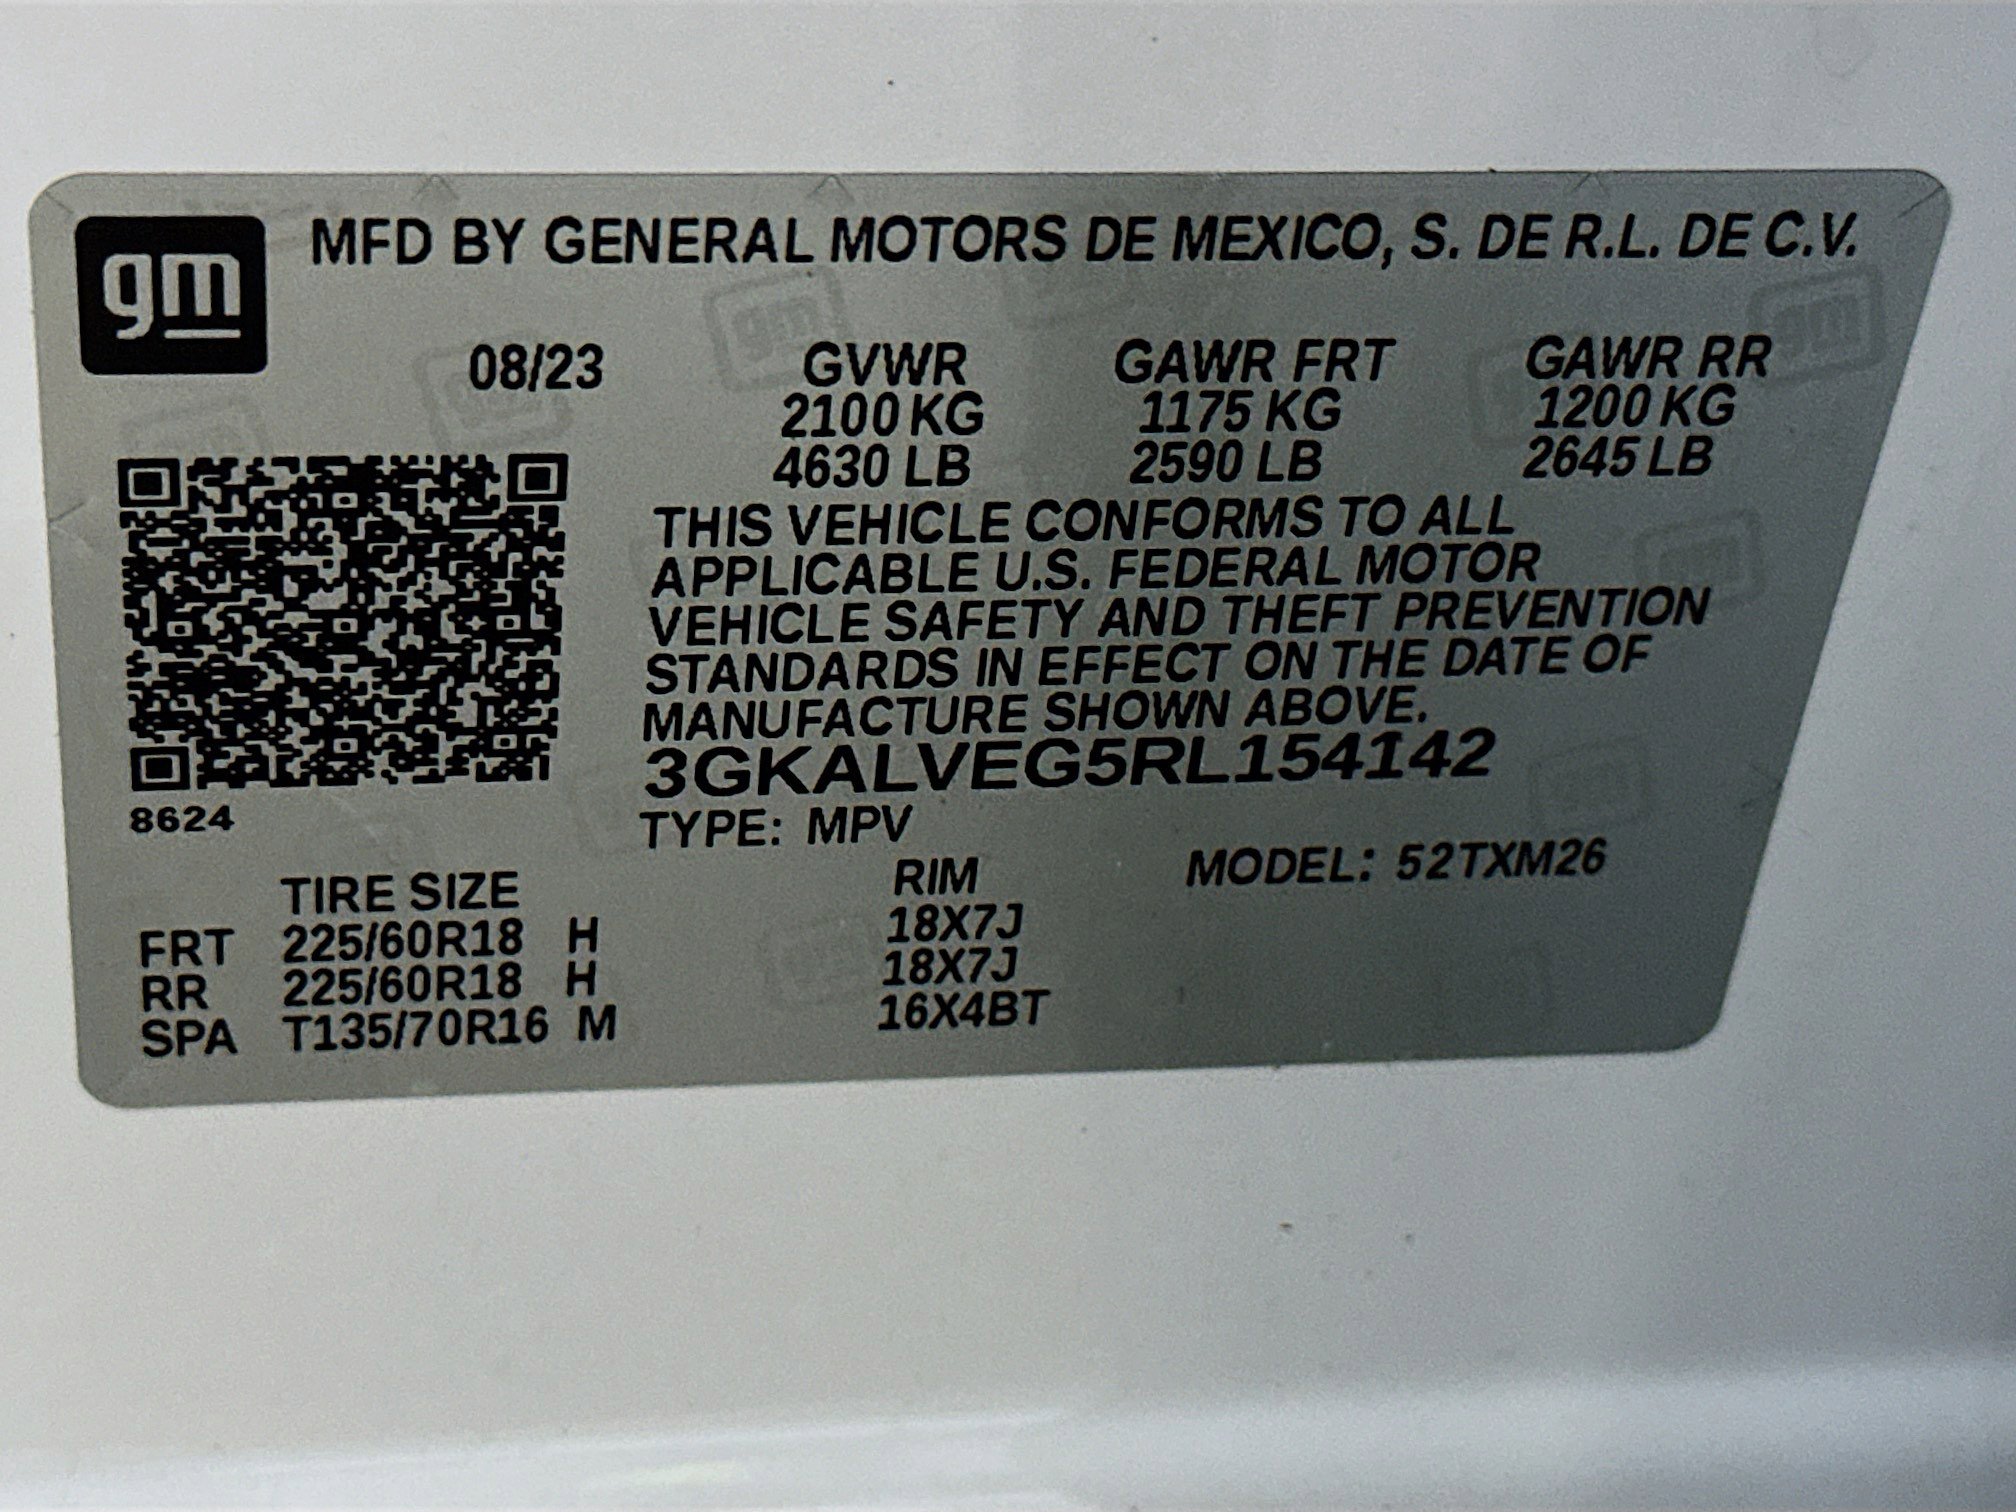 gm
MFD BY GENERAL MOTORS DE MEXICO, S. DE R.L. DE C.V.
08/23 GVWR GAWR FRT GAWR RR
2100 KG 1175 KG 1200 KG
4630 LB 2590 LB 2645 LB
THIS VEHICLE CONFORMS TO ALL
APPLICABLE U.S. FEDERAL MOTOR
VEHICLE SAFETY AND THEFT PREVENTION
STANDARDS IN EFFECT ON THE DATE OF
MANUFACTURE SHOWN ABOVE.
3GKALVEG5RL154142
8624
TYPE: MPV MODEL: 52TXM26
TIRE SIZE RIM
FRT 225/60R18 H 18X7J
RR 225/60R18 H 18X7J
SPA T135/70R16 M 16X4BT